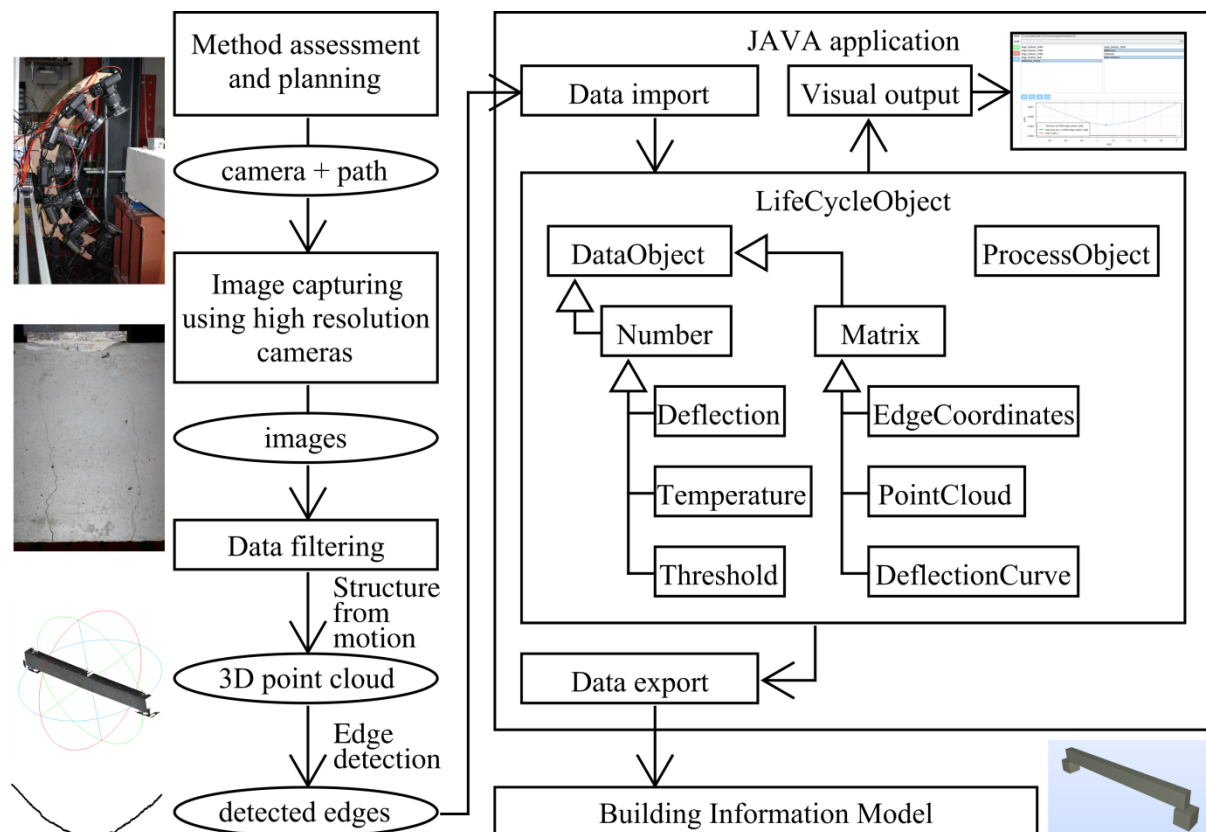 Method assessment
and planning
camera + path
Image capturing
using high resolution
cameras
images
Data filtering
Structure
from
motion
3D point cloud
Edge
detection
detected edges
JAVA application
Data import
Visual output
LifeCycleObject
DataObject
ProcessObject
Number
Matrix
Deflection
EdgeCoordinates
Temperature
PointCloud
Threshold
DeflectionCurve
Data export
Building Information Model